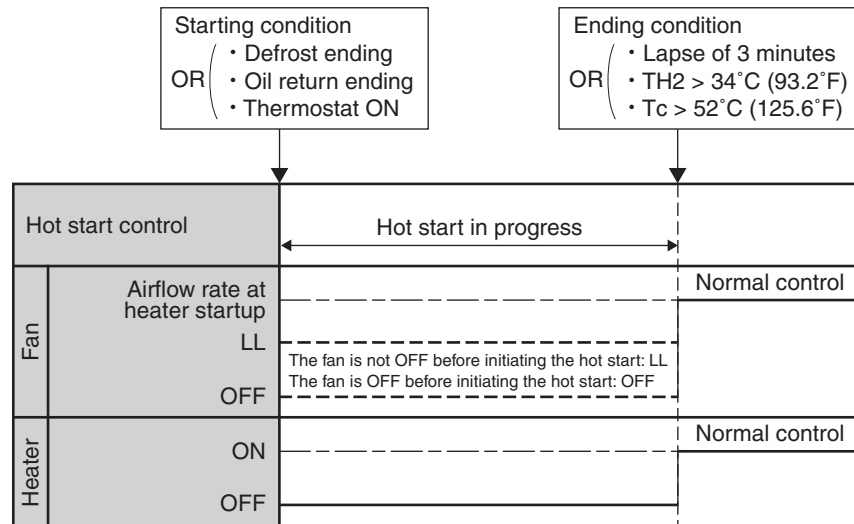 Starting condition
OR
・Defrost ending
・Oil return ending
・Thermostat ON
Ending condition
OR
・Lapse of 3 minutes
・TH2 > 34˚C (93.2˚F)
・Tc > 52˚C (125.6˚F)
Hot start control
Hot start in progress
Fan
Airflow rate at
heater startup
Normal control
LL
The fan is not OFF before initiating the hot start: LL
The fan is OFF before initiating the hot start: OFF
OFF
Heater
ON
Normal control
OFF